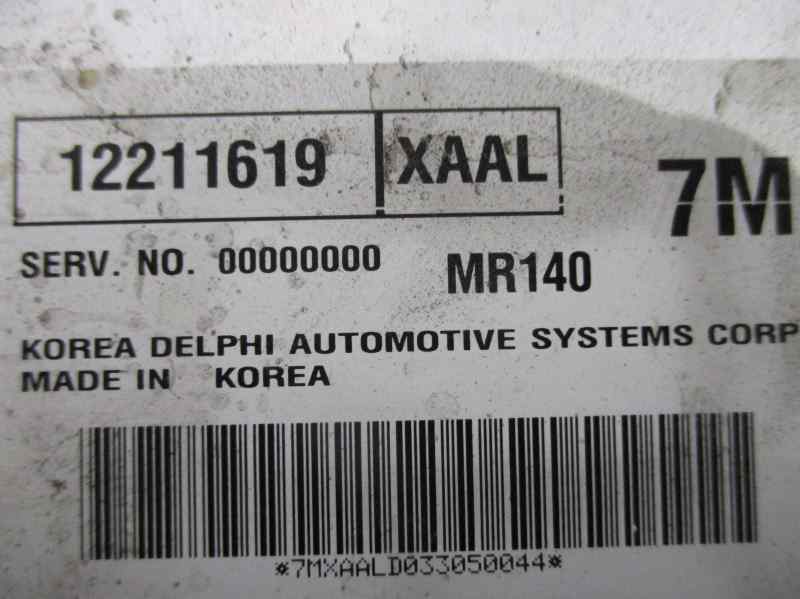 12211619 XAAL 7M
SERV. NO. 00000000 MR140
KOREA DELPHI AUTOMOTIVE SYSTEMS CORP
MADE IN KOREA
*7MXAALD033050044*